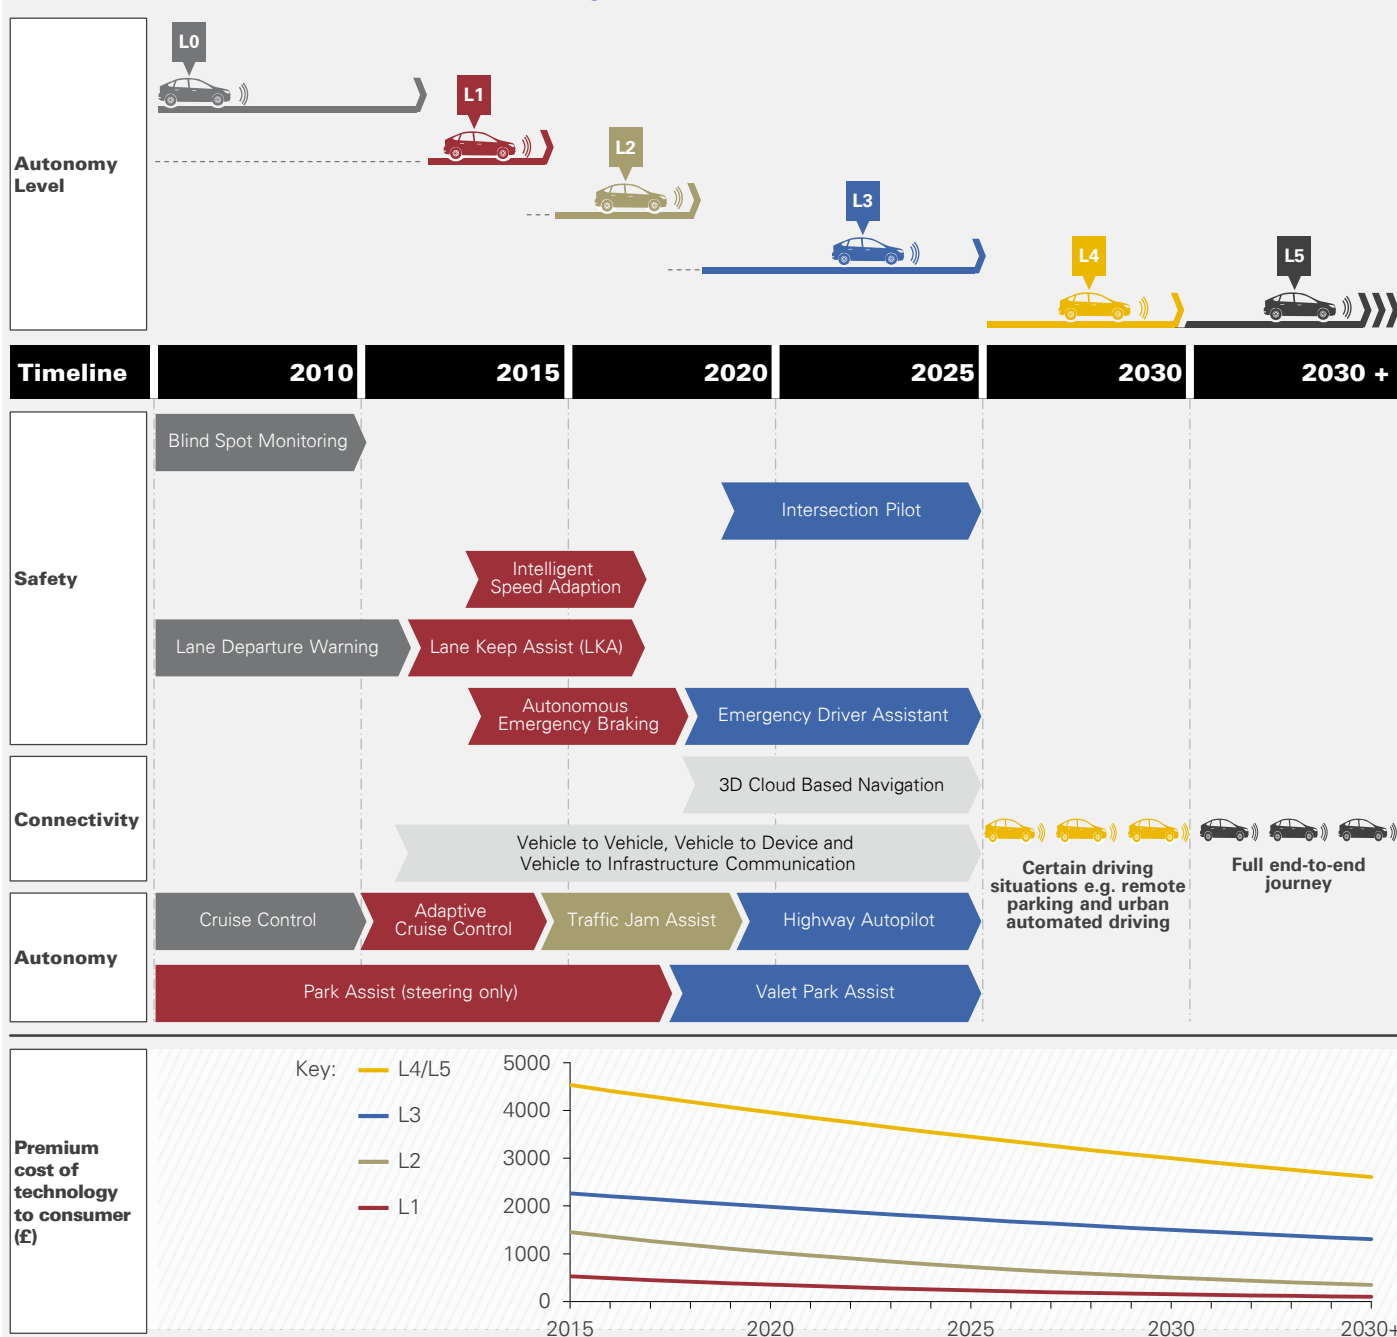 L0
L1
L2
L3
L4
L5
Autonomy
Level
Timeline
2010
2015
2020
2025
2030
2030 +
Safety
Blind Spot Monitoring
Intersection Pilot
Intelligent
Speed Adaption
Lane Departure Warning
Lane Keep Assist (LKA)
Autonomous
Emergency Braking
Emergency Driver Assistant
Connectivity
3D Cloud Based Navigation
Vehicle to Vehicle, Vehicle to Device and
Vehicle to Infrastructure Communication
Certain driving
situations e.g. remote
parking and urban
automated driving
Full end-to-end
journey
Autonomy
Cruise Control
Adaptive
Cruise Control
Traffic Jam Assist
Highway Autopilot
Park Assist (steering only)
Valet Park Assist
Premium
cost of
technology
to consumer
(£)
Key:
L4/L5
L3
L2
L1
5000
4000
3000
2000
1000
0
2015
2020
2025
2030
2030+